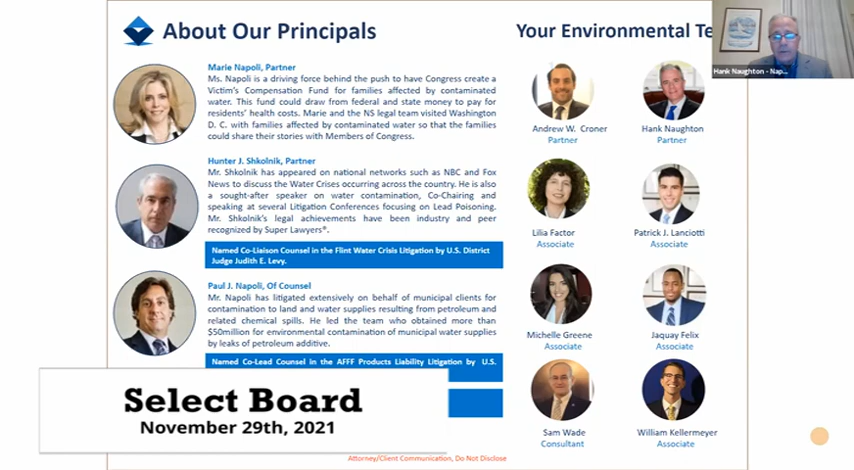 About Our Principals
Marie Napoli, Partner
Ms. Napoli is a driving force behind the push to have Congress create a
Victim's Compensation Fund for families affected by contaminated
water. This fund could draw from federal and state money to pay for
residents' health costs. Marie and the NS legal team visited Washington
D. C. with families affected by contaminated water so that the families
could share their stories with Members of Congress.
Hunter J. Shkolnik, Partner
Mr. Shkolnik has appeared on national networks such as NBC and Fox
News to discuss the Water Crises occurring across the country. He is also
a sought-after speaker on water contamination, Co-Chairing and
speaking at several Litigation Conferences focusing on Lead Poisoning.
Mr. Shkolnik's legal achievements have been industry and peer
recognized by Super Lawyers®.
Named Co-Liaison Counsel in the Flint Water Crisis Litigation by U.S. District
Judge Judith E. Levy.
Paul J. Napoli, Of Counsel
Mr. Napoli has litigated extensively on behalf of municipal clients for
contamination to land and water supplies resulting from petroleum and
related chemical spills. He led the team who obtained more than
$50million for environmental contamination of municipal water supplies
by leaks of petroleum additive.
Named Co-Lead Counsel in the AFFF Products Liability Litigation by U.S.
Your Environmental Te
Andrew W. Croner
Partner
Hank Naughton
Partner
Lilia Factor
Associate
Patrick J. Lanciotti
Associate
Michelle Greene
Associate
Jaquay Felix
Associate
Sam Wade
Consultant
William Kellermeyer
Associate
Hank Naughton - Nap...
Select Board
November 29th, 2021
Attorney/Client Communication, Do Not Disclose